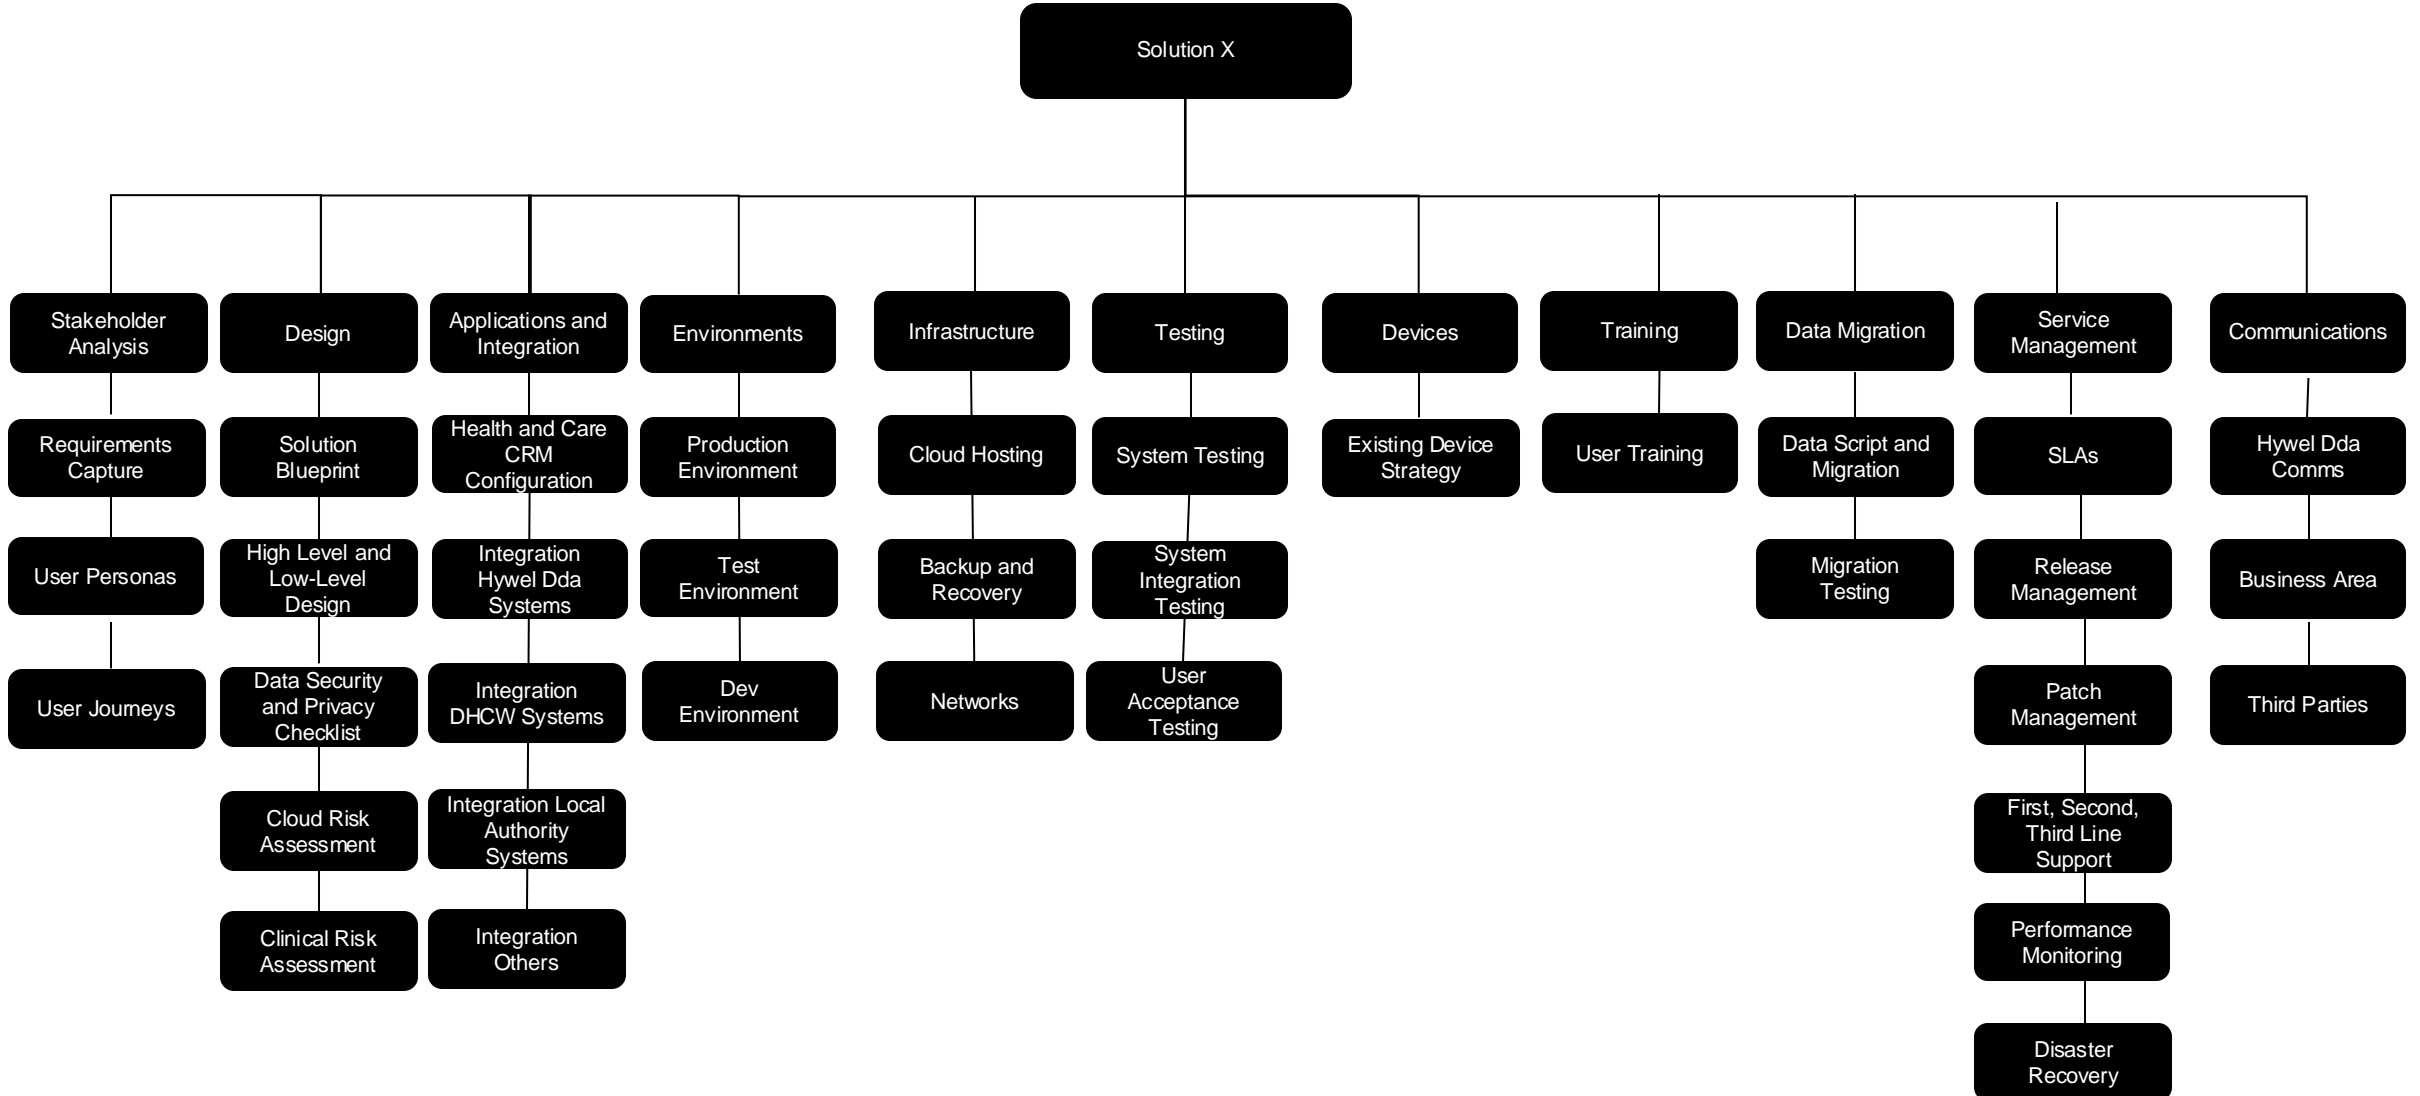 Solution X
Stakeholder
Analysis
Design
Applications and
Integration
Environments
Infrastructure
Testing
Devices
Training
Data Migration
Service
Management
Communications
Requirements
Capture
Solution
Blueprint
Health and Care
CRM
Configuration
Production
Environment
Cloud Hosting
System Testing
Existing Device
Strategy
User Training
Data Script and
Migration
SLAs
Hywel Dda
Comms
User Personas
High Level and
Low-Level
Design
Integration
Hywel Dda
Systems
Test
Environment
Backup and
Recovery
System
Integration
Testing
Migration
Testing
Release
Management
Business Area
User Journeys
Data Security
and Privacy
Checklist
Integration
DHCW Systems
Dev
Environment
Networks
User
Acceptance
Testing
Patch
Management
Third Parties
Cloud Risk
Assessment
Integration Local
Authority
Systems
First, Second,
Third Line
Support
Clinical Risk
Assessment
Integration
Others
Performance
Monitoring
Disaster
Recovery